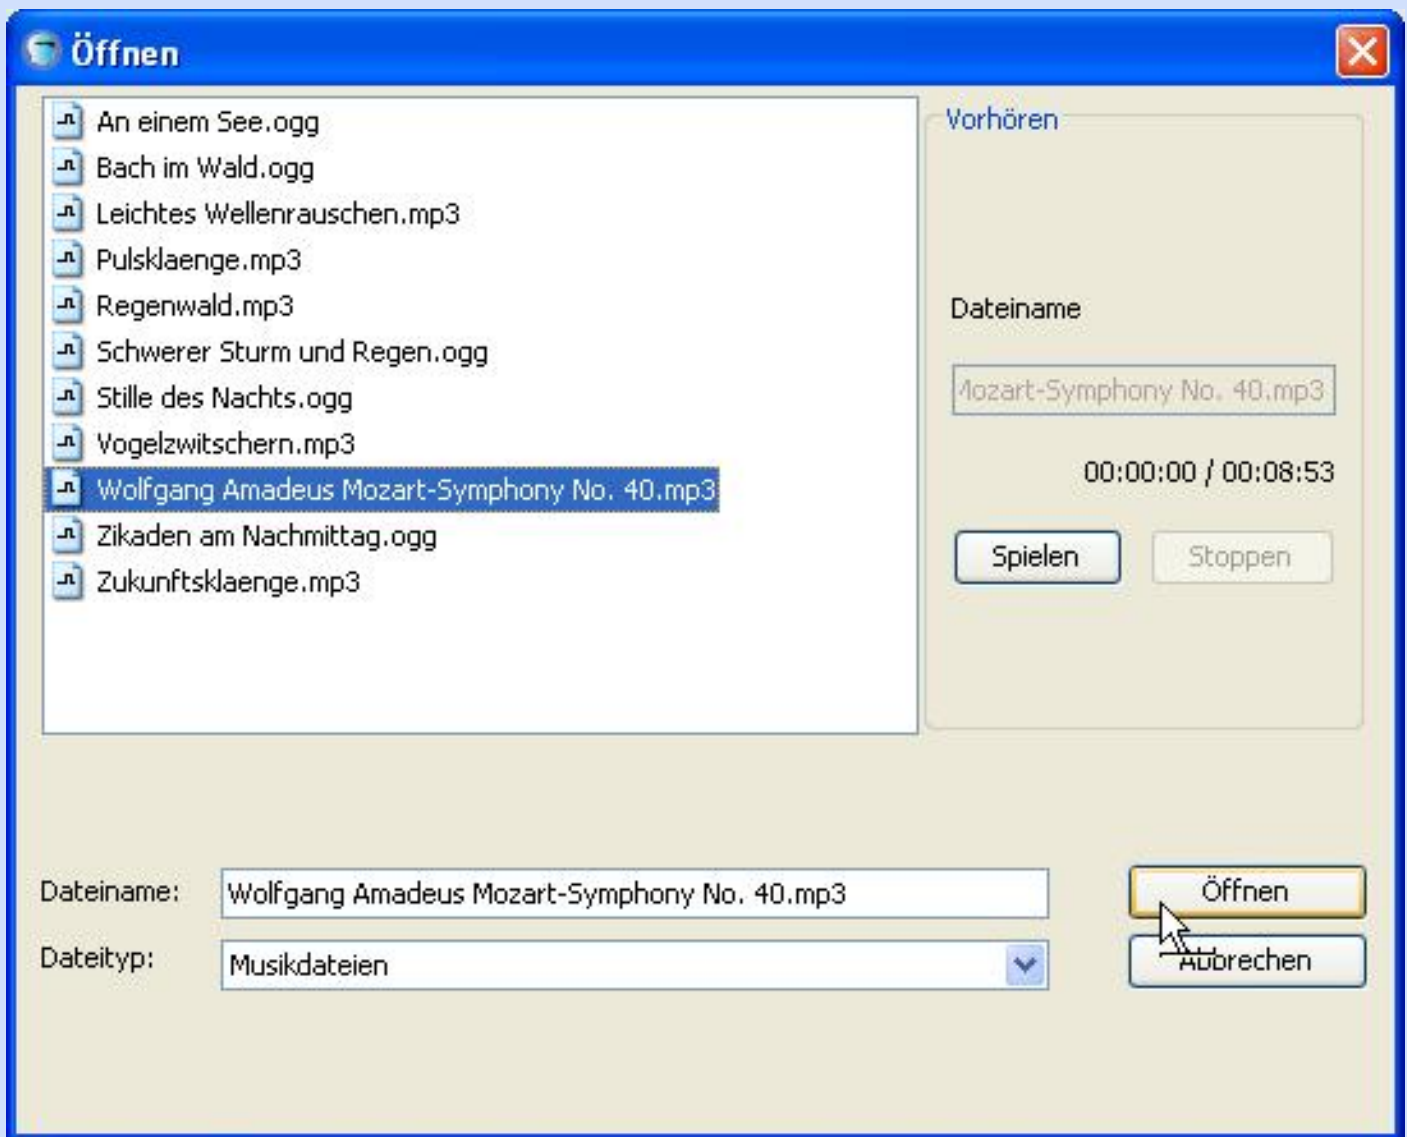 Öffnen
An einem See.ogg
Bach im Wald.ogg
Leichtes Wellenrauschen.mp3
Pulsklaenge.mp3
Regenwald.mp3
Schwerer Sturm und Regen.ogg
Stille des Nachts.ogg
Vogelzwitschern.mp3
Wolfgang Amadeus Mozart-Symphony No. 40.mp3
Zikaden am Nachmittag.ogg
Zukunftsklaenge.mp3
Vorhören
Dateiname
Mozart-Symphony No. 40.mp3
00:00:00 / 00:08:53
Spielen Stoppen
Dateiname: Wolfgang Amadeus Mozart-Symphony No. 40.mp3 Öffnen
Dateityp: Musikdateien Abbrechen